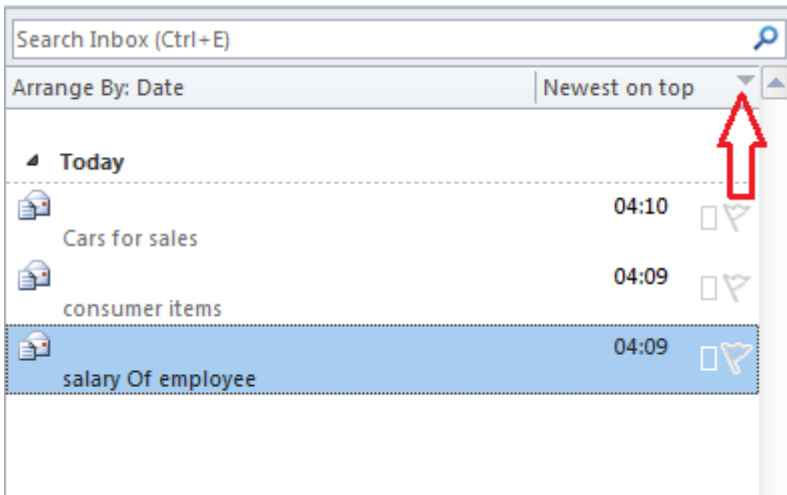 Search Inbox (Ctrl+E)
Arrange By: Date Newest on top
Today
04:10
Cars for sales
04:09
consumer items
04:09
salary Of employee